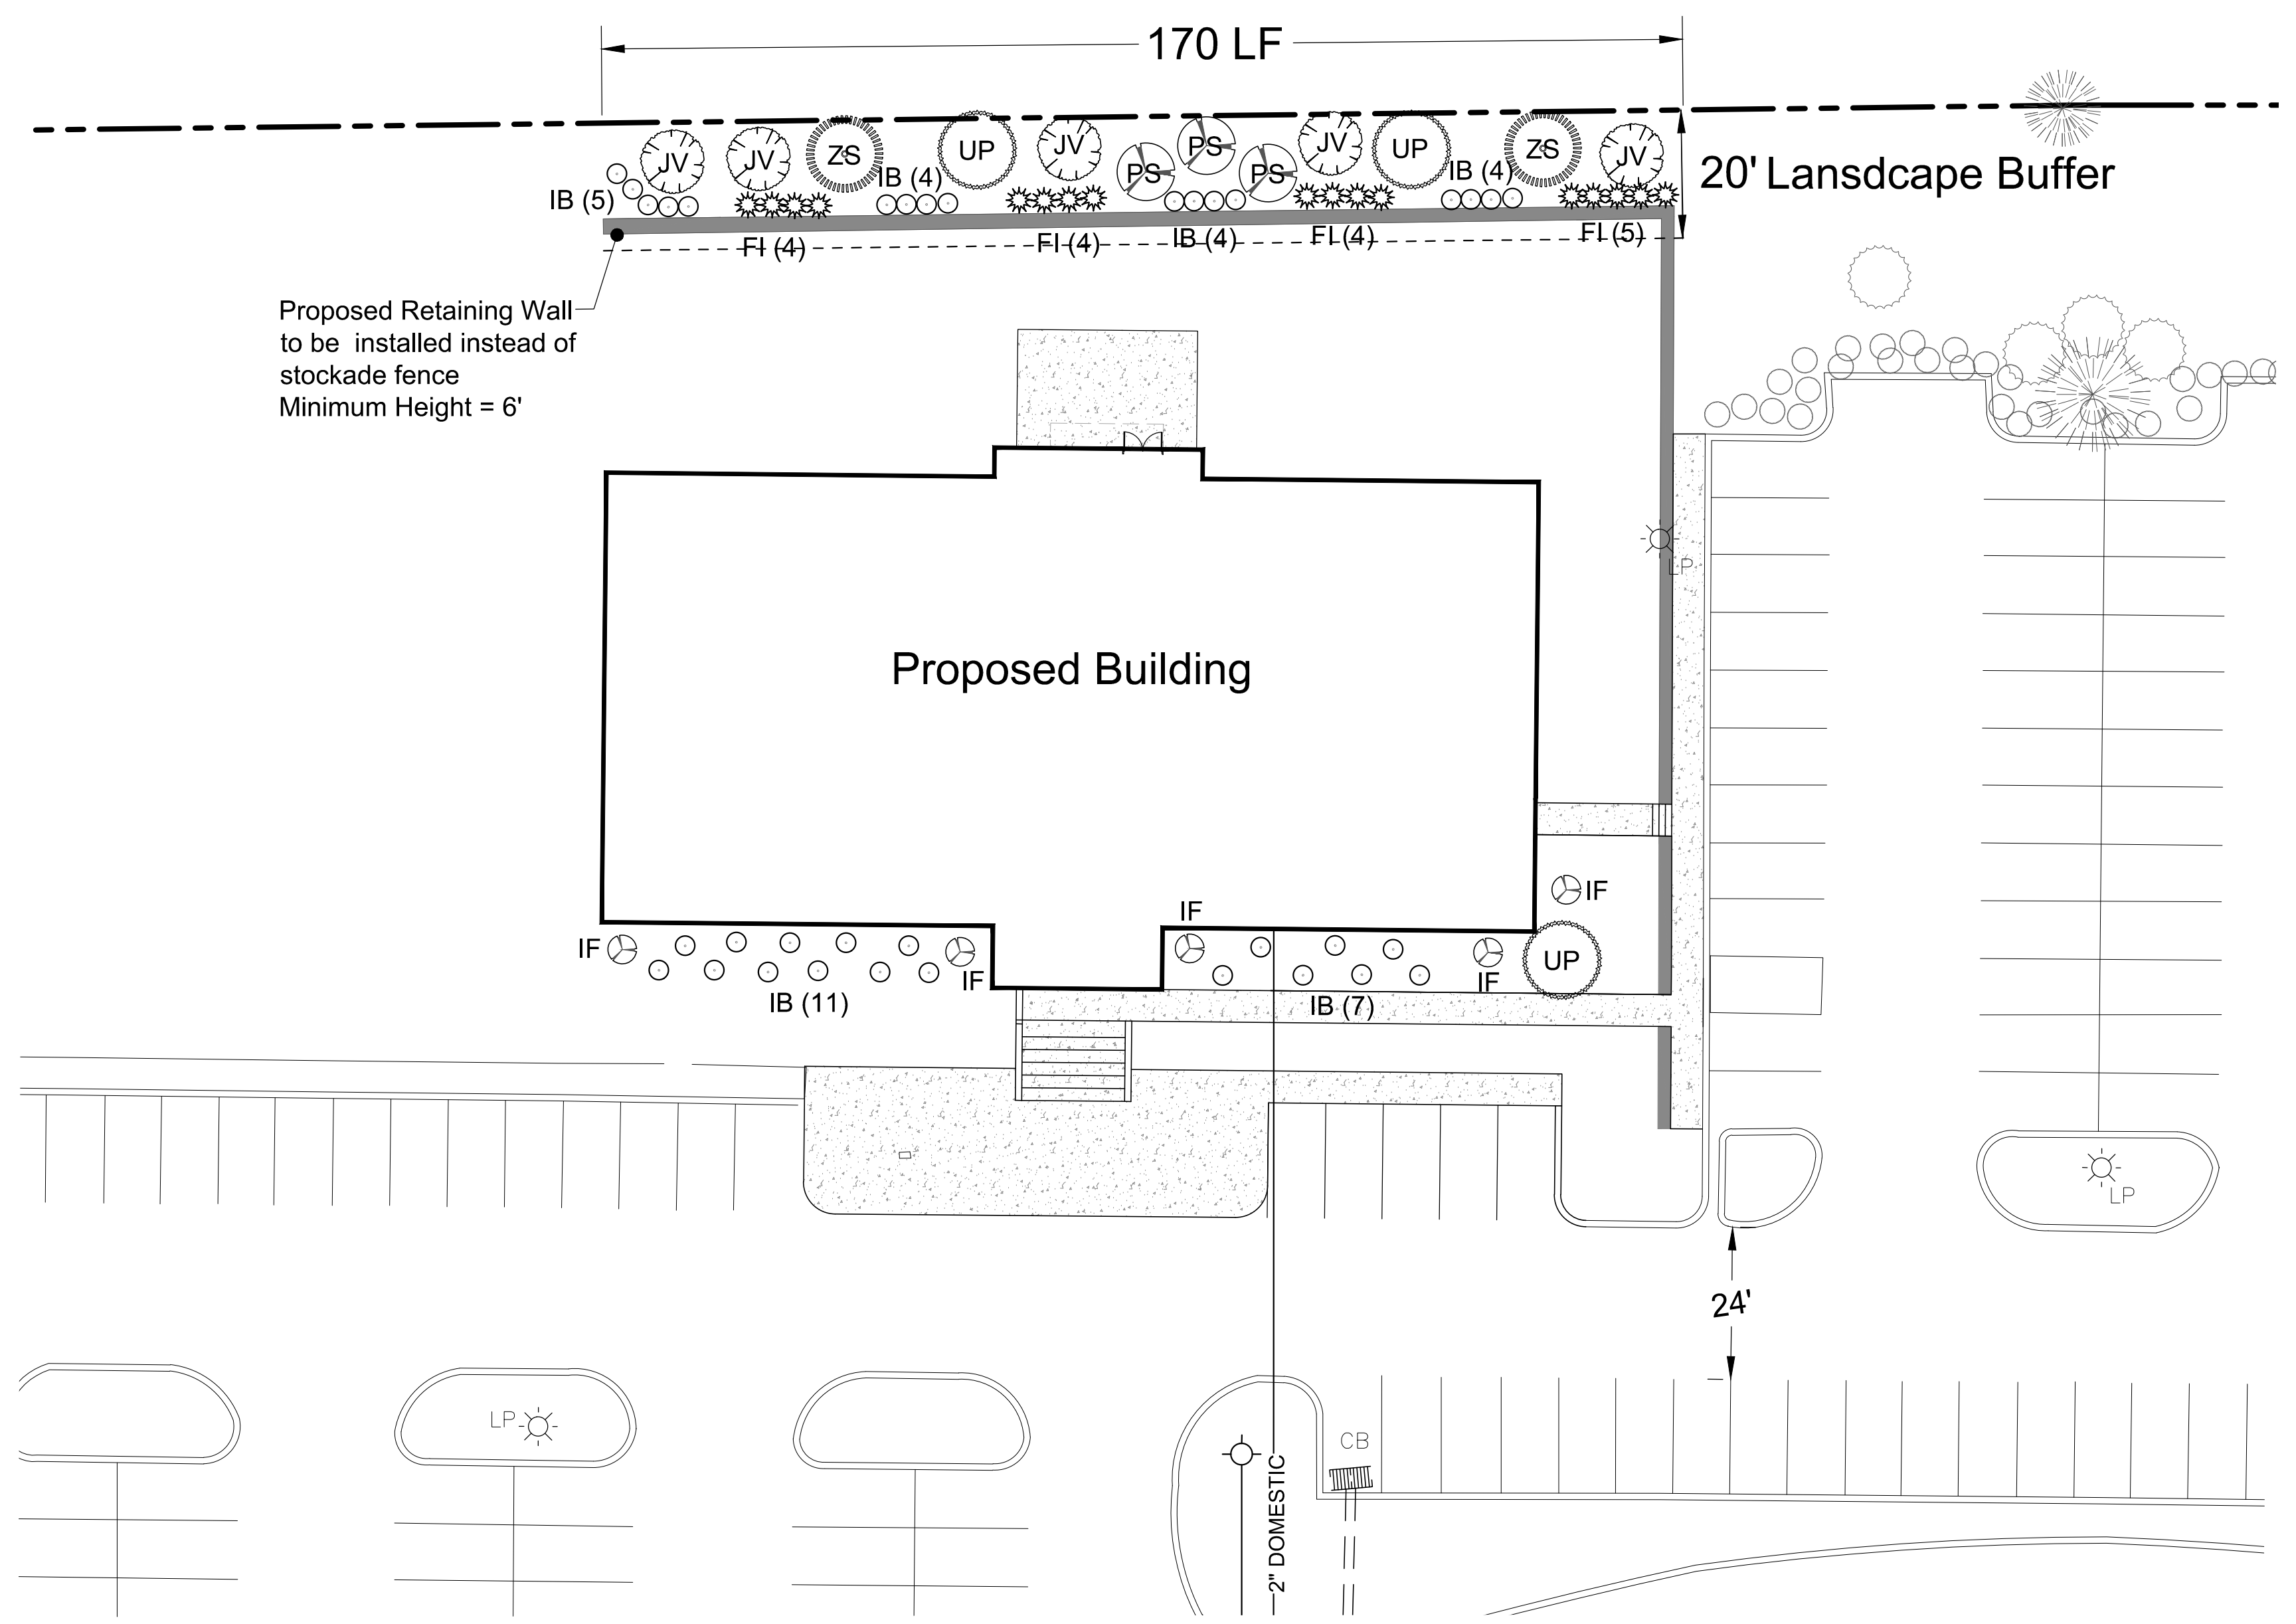 170 LF
JV
JV
ZS
UP
JV
PS
PS
PS
JV
UP
ZS
JV
20' Lansdcape Buffer
IB (5)
IB (4)
IB (4)
FI (4)
FI (4)
IB (4)
FI (4)
FI (5)
Proposed Retaining Wall
to be installed instead of
stockade fence
Minimum Height = 6'
LP
Proposed Building
IF
IF
IF
IF
IF
UP
IB (11)
IB (7)
LP
24'
LP
CB
2" DOMESTIC